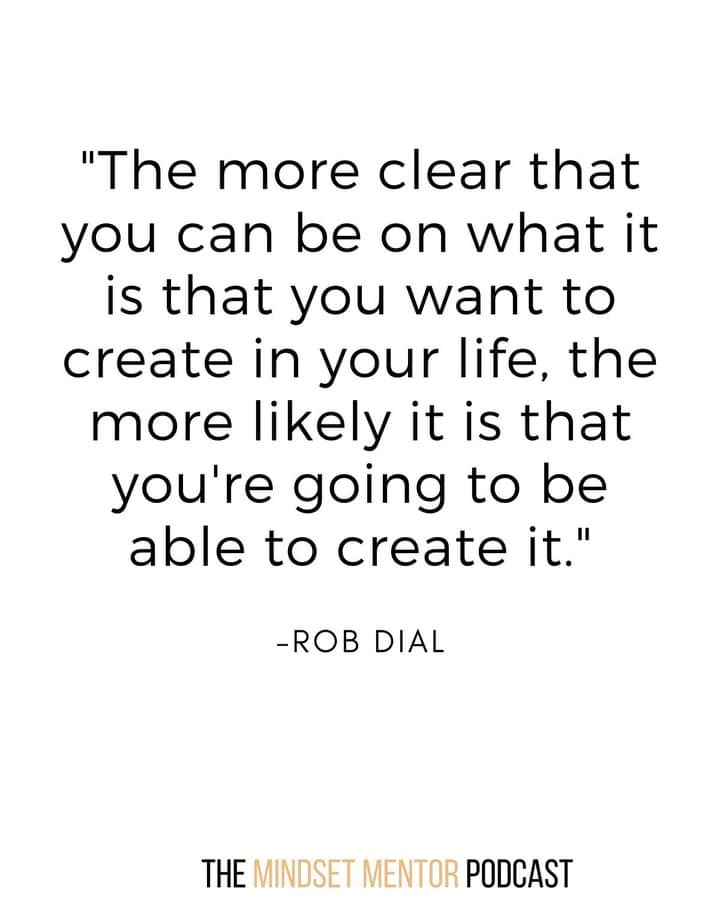 "The more clear that
you can be on what it
is that you want to
create in your life, the
more likely it is that
you're going to be
able to create it."
–ROB DIAL
THE MINDSET MENTOR PODCAST